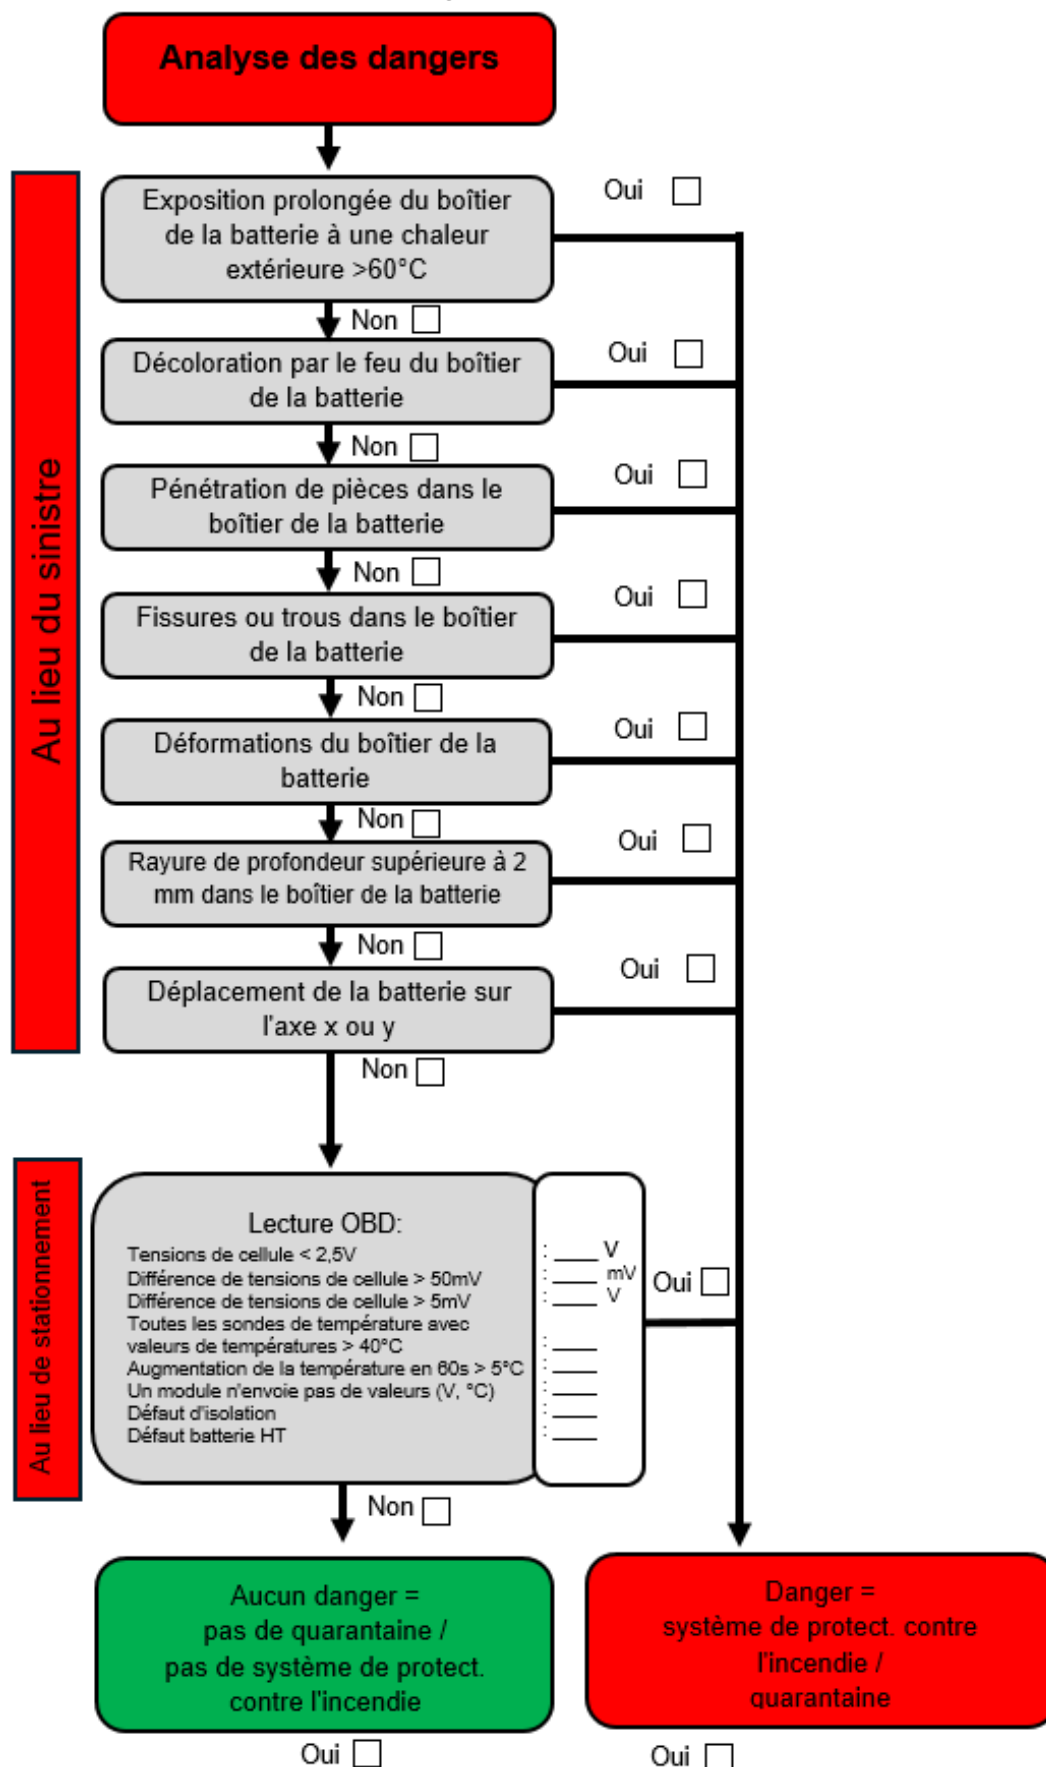 Analyse des dangers
Au lieu du sinistre
Exposition prolongée du boîtier
de la batterie à une chaleur
extérieure >60°C
Oui
Non
Décoloration par le feu du boîtier
de la batterie
Oui
Non
Pénétration de pièces dans le
boîtier de la batterie
Oui
Non
Fissures ou trous dans le boîtier
de la batterie
Oui
Non
Déformations du boîtier de la
batterie
Oui
Non
Rayure de profondeur supérieure à 2
mm dans le boîtier de la batterie
Oui
Non
Déplacement de la batterie sur
l'axe x ou y
Oui
Non
Au lieu de stationnement
Lecture OBD:
Tensions de cellule < 2,5V
Différence de tensions de cellule > 50mV
Différence de tensions de cellule > 5mV
Toutes les sondes de température avec
valeurs de températures > 40°C
Augmentation de la température en 60s > 5°C
Un module n'envoie pas de valeurs (V, °C)
Défaut d'isolation
Défaut batterie HT
: ___ V
: ___ mV
: ___ V
: ___
: ___
: ___
: ___
: ___
Oui
Non
Aucun danger =
pas de quarantaine /
pas de système de protect.
contre l'incendie
Oui
Danger =
système de protect. contre
l'incendie /
quarantaine
Oui